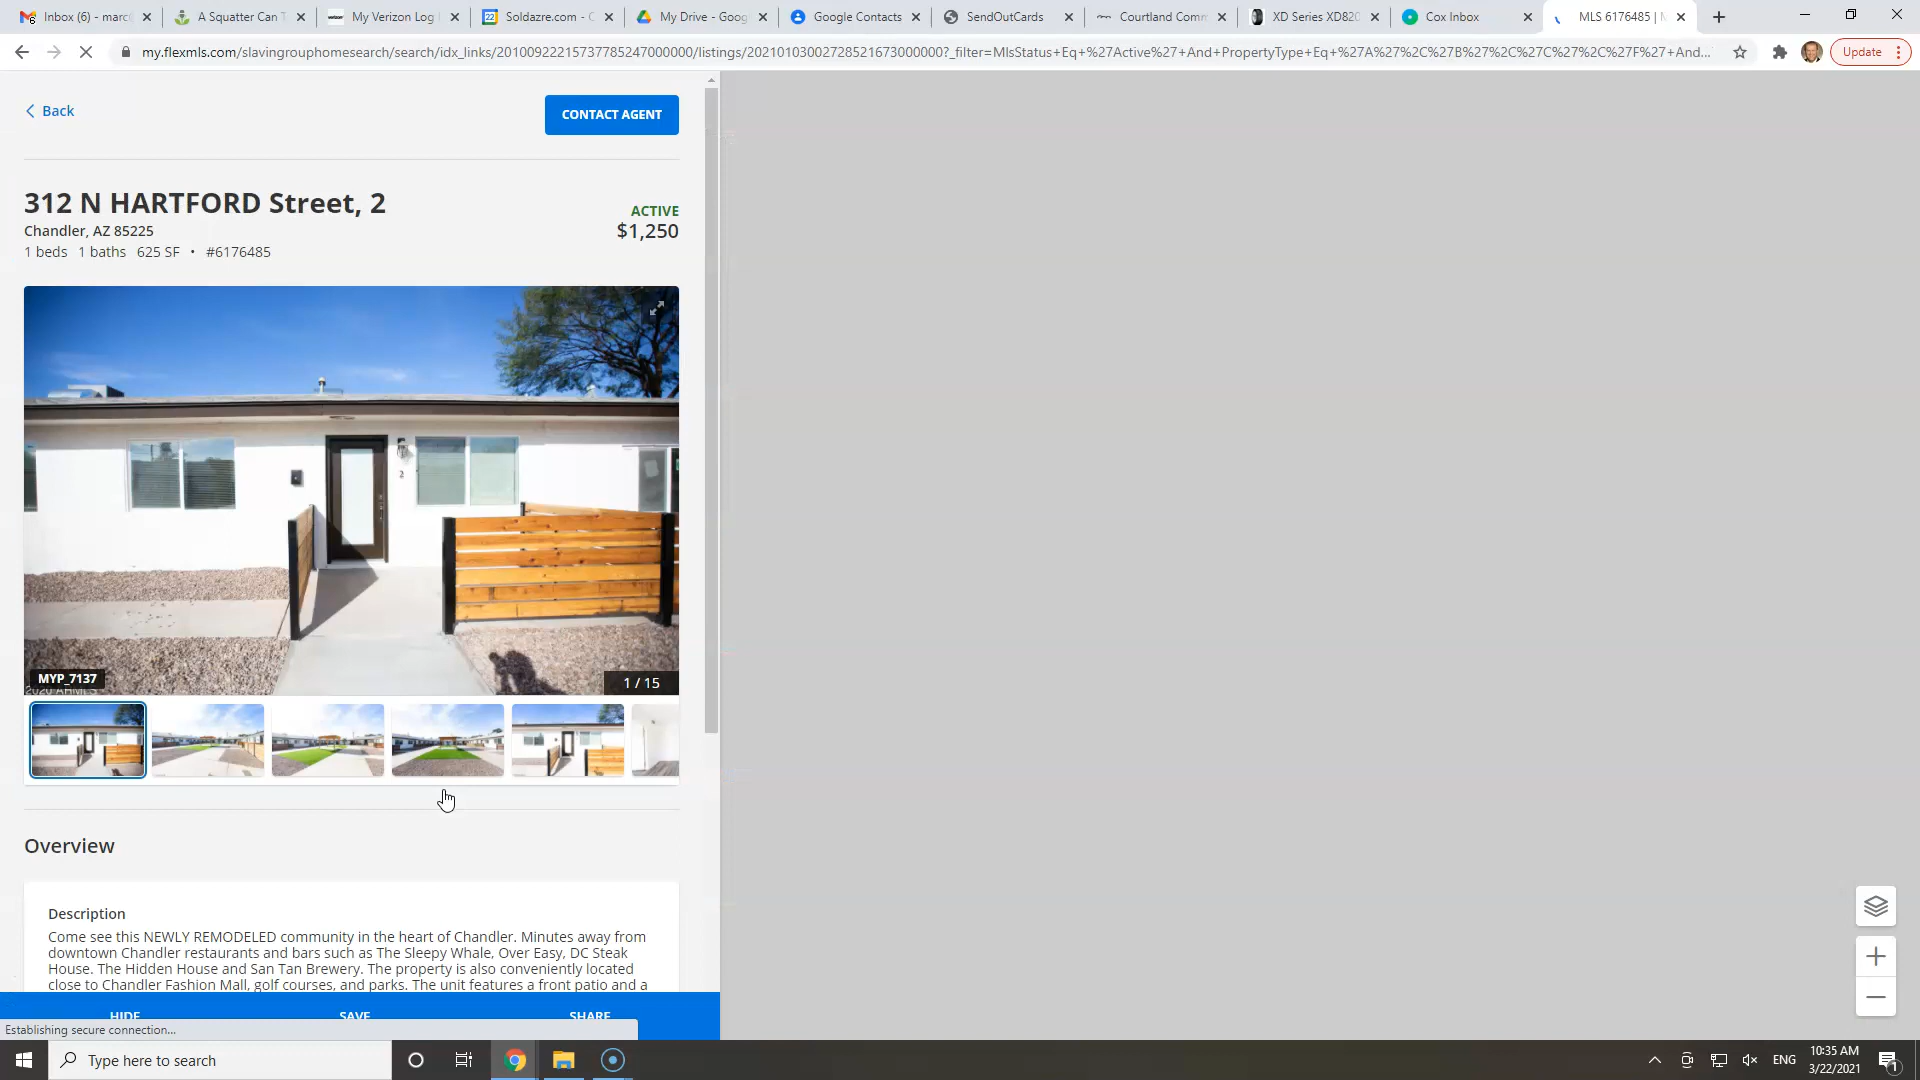 Inbox (6) - marc
A Squatter Can T
My Verizon Log
Soldazre.com - C
My Drive - Goog
Google Contacts
SendOutCards
Courtland Comm
XD Series XD820
Cox Inbox
MLS 6176485 | M
my.flexmls.com/slavingrouphomesearch/search/idx_links/20100922215737785247000000/listings/20210103002728521673000000?_filter=MlsStatus+Eq+%27Active%27+And+PropertyType+Eq+%27A%27%2C%27B%27%2C%27C%27%2C%27F%27+And...
Update
Back
CONTACT AGENT
312 N HARTFORD Street, 2
ACTIVE
Chandler, AZ 85225
$1,250
1 beds 1 baths 625 SF • #6176485
2
MYP_7137
1 / 15
Overview
Description
Come see this NEWLY REMODELED community in the heart of Chandler. Minutes away from
downtown Chandler restaurants and bars such as The Sleepy Whale, Over Easy, DC Steak
House. The Hidden House and San Tan Brewery. The property is also conveniently located
close to Chandler Fashion Mall, golf courses, and parks. The unit features a front patio and a
HIDE
SAVE
SHARE
Establishing secure connection...
Type here to search
ENG
10:35 AM
3/22/2021
1